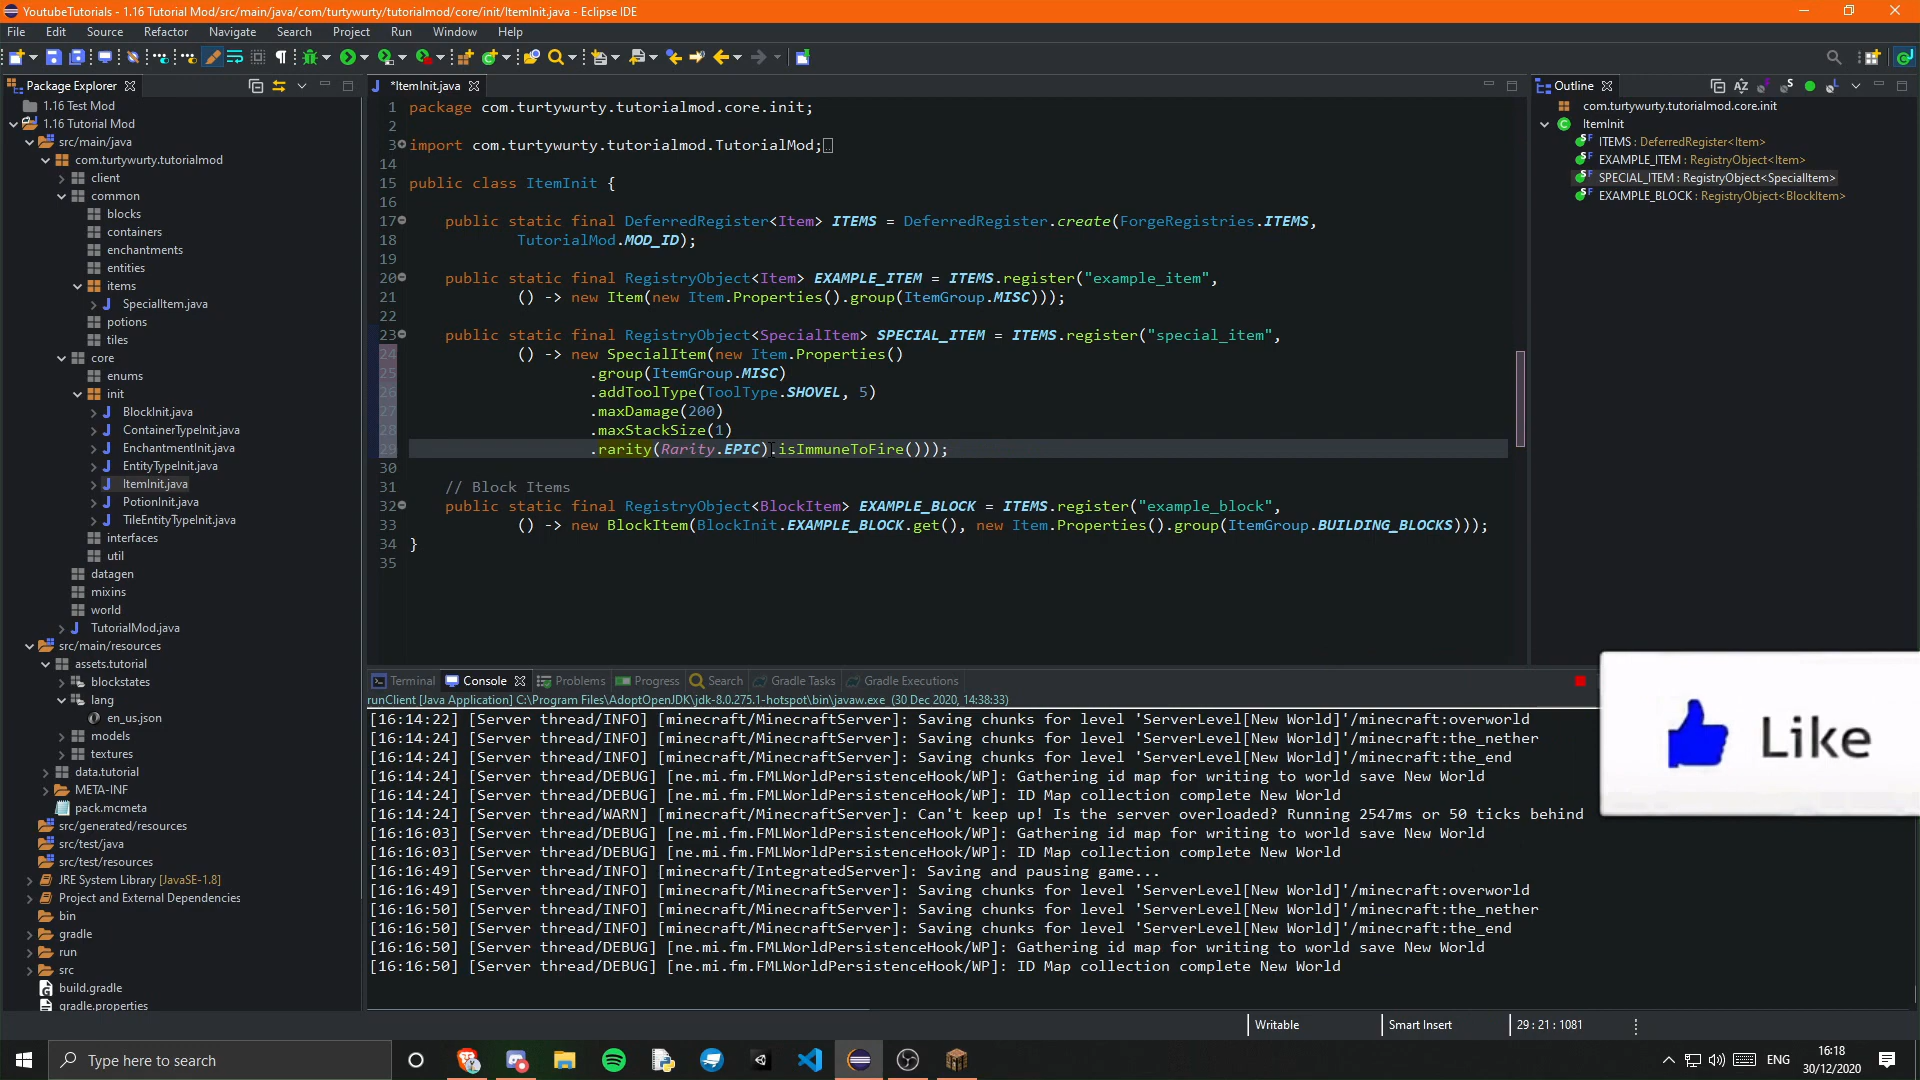 YoutubeTutorials - 1.16 Tutorial Mod/src/main/java/com/turtywurty/tutorialmod/core/init/ItemInit.java - Eclipse IDE
File Edit Source Refactor Navigate Search Project Run Window Help
Package Explorer
1.16 Test Mod
1.16 Tutorial Mod
src/main/java
com.turtywurty.tutorialmod
client
common
blocks
containers
enchantments
entities
items
SpecialItem.java
potions
tiles
core
enums
init
BlockInit.java
ContainerTypeInit.java
EnchantmentInit.java
EntityTypeInit.java
ItemInit.java
PotionInit.java
TileEntityTypeInit.java
interfaces
util
datagen
mixins
world
TutorialMod.java
src/main/resources
assets.tutorial
blockstates
lang
en_us.json
models
textures
data.tutorial
META-INF
pack.mcmeta
src/generated/resources
src/test/java
src/test/resources
JRE System Library [JavaSE-1.8]
Project and External Dependencies
bin
gradle
run
src
build.gradle
gradle.properties
*ItemInit.java
1 package com.turtywurty.tutorialmod.core.init;
2
3 import com.turtywurty.tutorialmod.TutorialMod;
14
15 public class ItemInit {
16
17 public static final DeferredRegister<Item> ITEMS = DeferredRegister.create(ForgeRegistries.ITEMS,
18 TutorialMod.MOD_ID);
19
20 public static final RegistryObject<Item> EXAMPLE_ITEM = ITEMS.register("example_item",
21 () -> new Item(new Item.Properties().group(ItemGroup.MISC)));
22
23 public static final RegistryObject<SpecialItem> SPECIAL_ITEM = ITEMS.register("special_item",
24 () -> new SpecialItem(new Item.Properties()
25 .group(ItemGroup.MISC)
26 .addToolType(ToolType.SHOVEL, 5)
27 .maxDamage(200)
28 .maxStackSize(1)
29 .rarity(Rarity.EPIC).isImmuneToFire()));
30
31 // Block Items
32 public static final RegistryObject<BlockItem> EXAMPLE_BLOCK = ITEMS.register("example_block",
33 () -> new BlockItem(BlockInit.EXAMPLE_BLOCK.get(), new Item.Properties().group(ItemGroup.BUILDING_BLOCKS)));
34 }
35
Outline
com.turtywurty.tutorialmod.core.init
ItemInit
ITEMS : DeferredRegister<Item>
EXAMPLE_ITEM : RegistryObject<Item>
SPECIAL_ITEM : RegistryObject<SpecialItem>
EXAMPLE_BLOCK : RegistryObject<BlockItem>
Terminal Console Problems Progress Search Gradle Tasks Gradle Executions
runClient [Java Application] C:\Program Files\AdoptOpenJDK\jdk-8.0.275.1-hotspot\bin\javaw.exe (30 Dec 2020, 14:38:33)
[16:14:22] [Server thread/INFO] [minecraft/MinecraftServer]: Saving chunks for level 'ServerLevel[New World]'/minecraft:overworld
[16:14:24] [Server thread/INFO] [minecraft/MinecraftServer]: Saving chunks for level 'ServerLevel[New World]'/minecraft:the_nether
[16:14:24] [Server thread/INFO] [minecraft/MinecraftServer]: Saving chunks for level 'ServerLevel[New World]'/minecraft:the_end
[16:14:24] [Server thread/DEBUG] [ne.mi.fm.FMLWorldPersistenceHook/WP]: Gathering id map for writing to world save New World
[16:14:24] [Server thread/DEBUG] [ne.mi.fm.FMLWorldPersistenceHook/WP]: ID Map collection complete New World
[16:14:24] [Server thread/WARN] [minecraft/MinecraftServer]: Can't keep up! Is the server overloaded? Running 2547ms or 50 ticks behind
[16:16:03] [Server thread/DEBUG] [ne.mi.fm.FMLWorldPersistenceHook/WP]: Gathering id map for writing to world save New World
[16:16:03] [Server thread/DEBUG] [ne.mi.fm.FMLWorldPersistenceHook/WP]: ID Map collection complete New World
[16:16:49] [Server thread/INFO] [minecraft/IntegratedServer]: Saving and pausing game...
[16:16:49] [Server thread/INFO] [minecraft/MinecraftServer]: Saving chunks for level 'ServerLevel[New World]'/minecraft:overworld
[16:16:50] [Server thread/INFO] [minecraft/MinecraftServer]: Saving chunks for level 'ServerLevel[New World]'/minecraft:the_nether
[16:16:50] [Server thread/INFO] [minecraft/MinecraftServer]: Saving chunks for level 'ServerLevel[New World]'/minecraft:the_end
[16:16:50] [Server thread/DEBUG] [ne.mi.fm.FMLWorldPersistenceHook/WP]: Gathering id map for writing to world save New World
[16:16:50] [Server thread/DEBUG] [ne.mi.fm.FMLWorldPersistenceHook/WP]: ID Map collection complete New World
Like
Writable Smart Insert 29 : 21 : 1081
Type here to search
ENG
16:18
30/12/2020